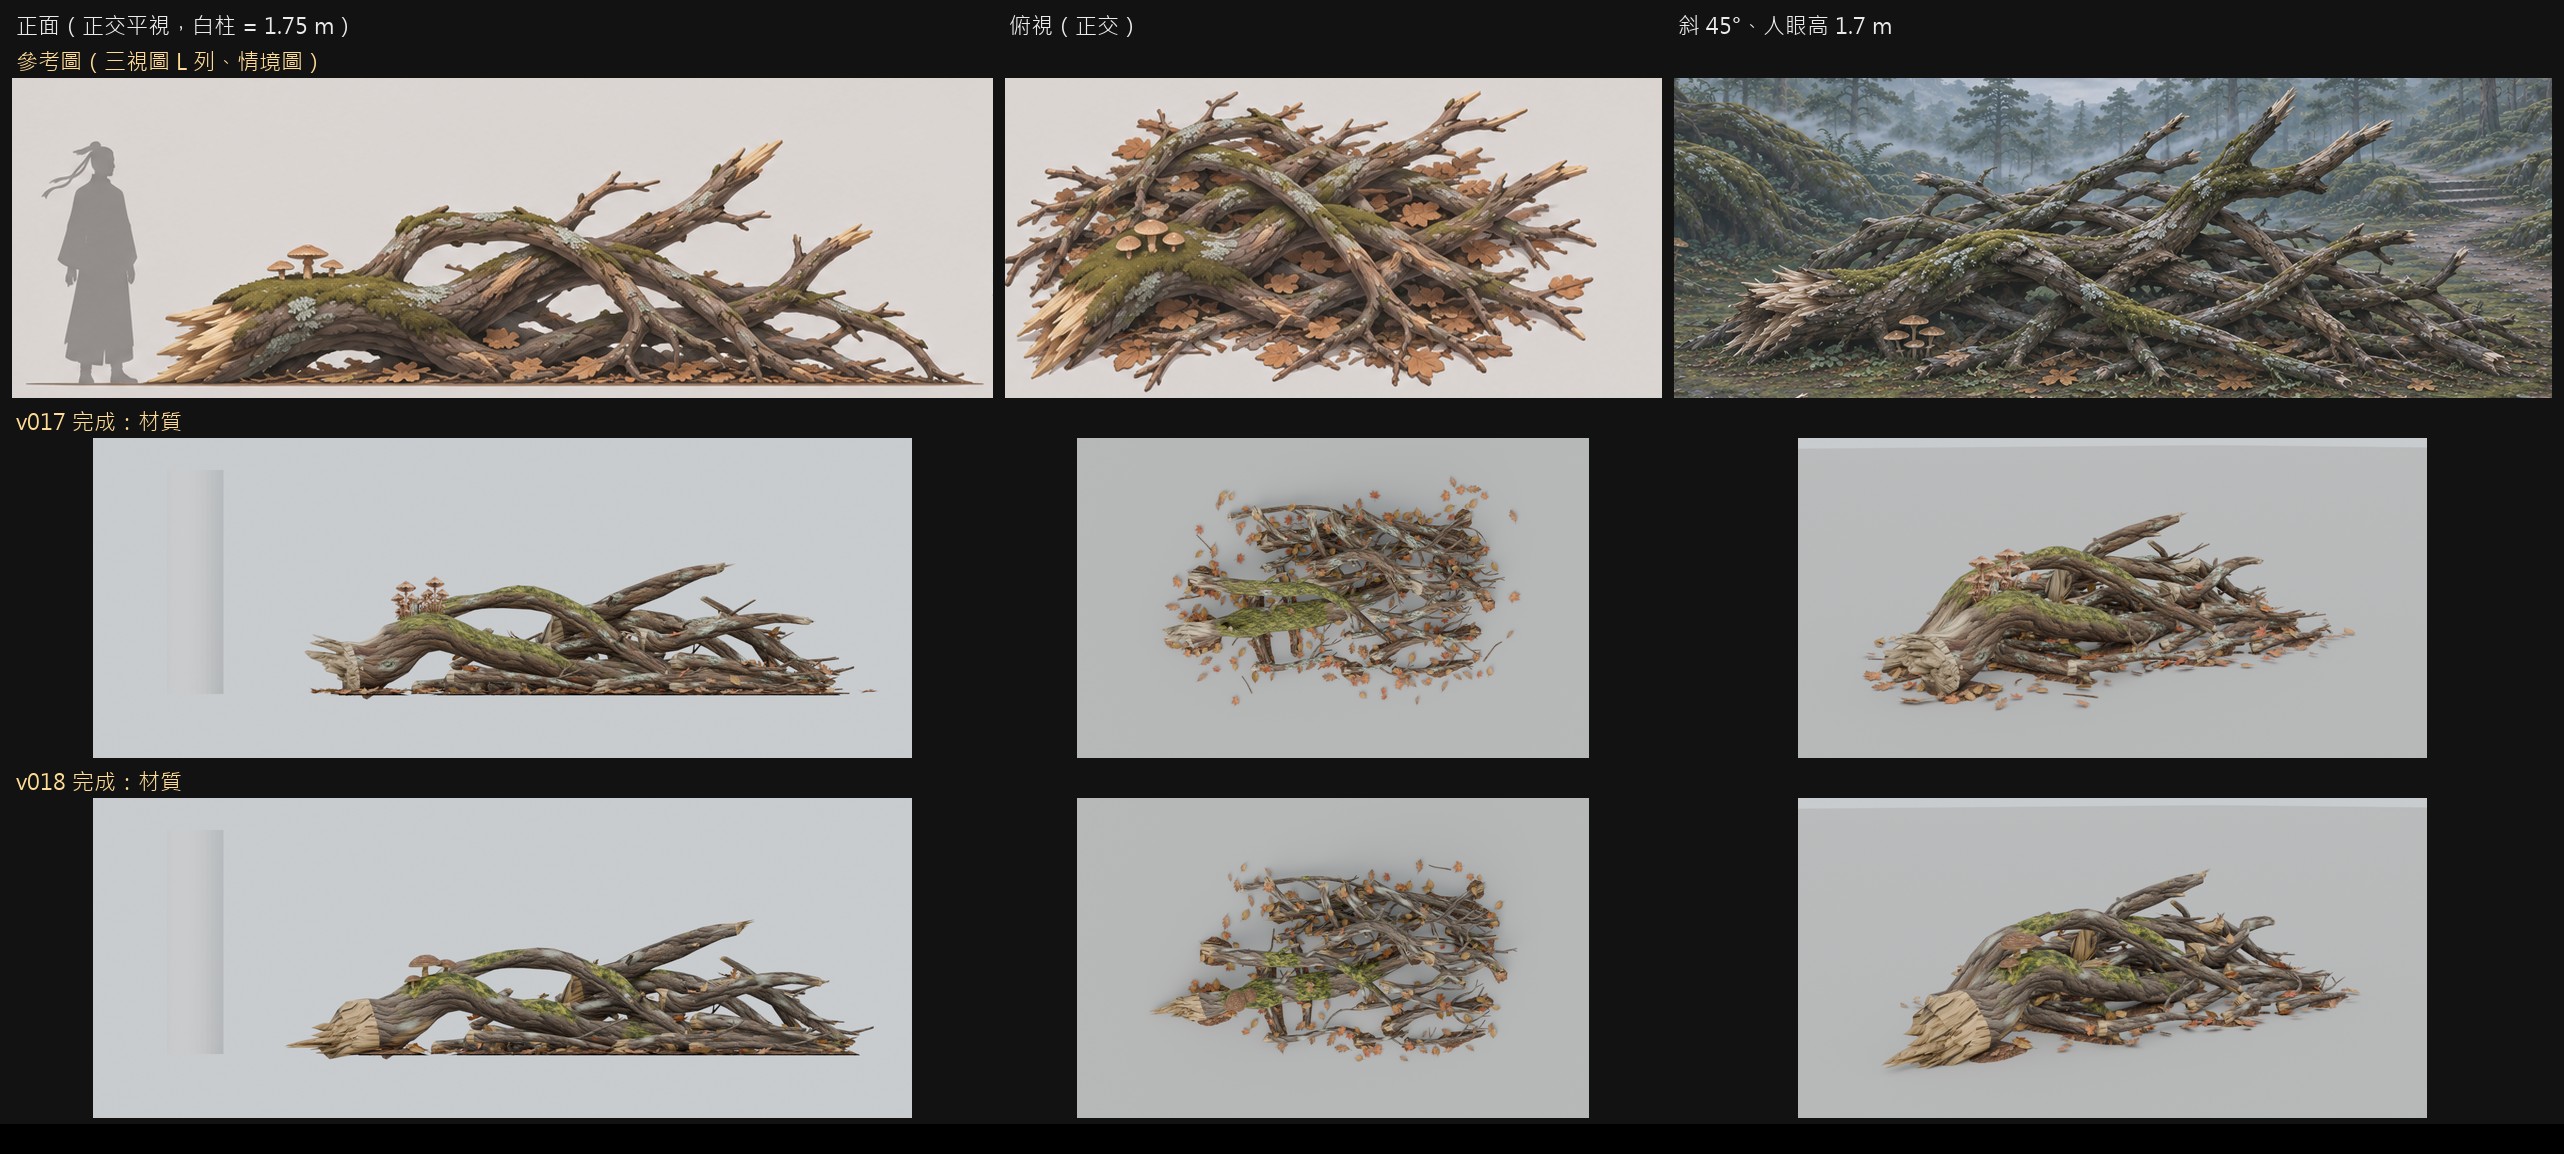 正面（正交平視，白柱 = 1.75 m）
俯視（正交）
斜 45°、人眼高 1.7 m
參考圖（三視圖 L 列、情境圖）
v017 完成：材質
v018 完成：材質